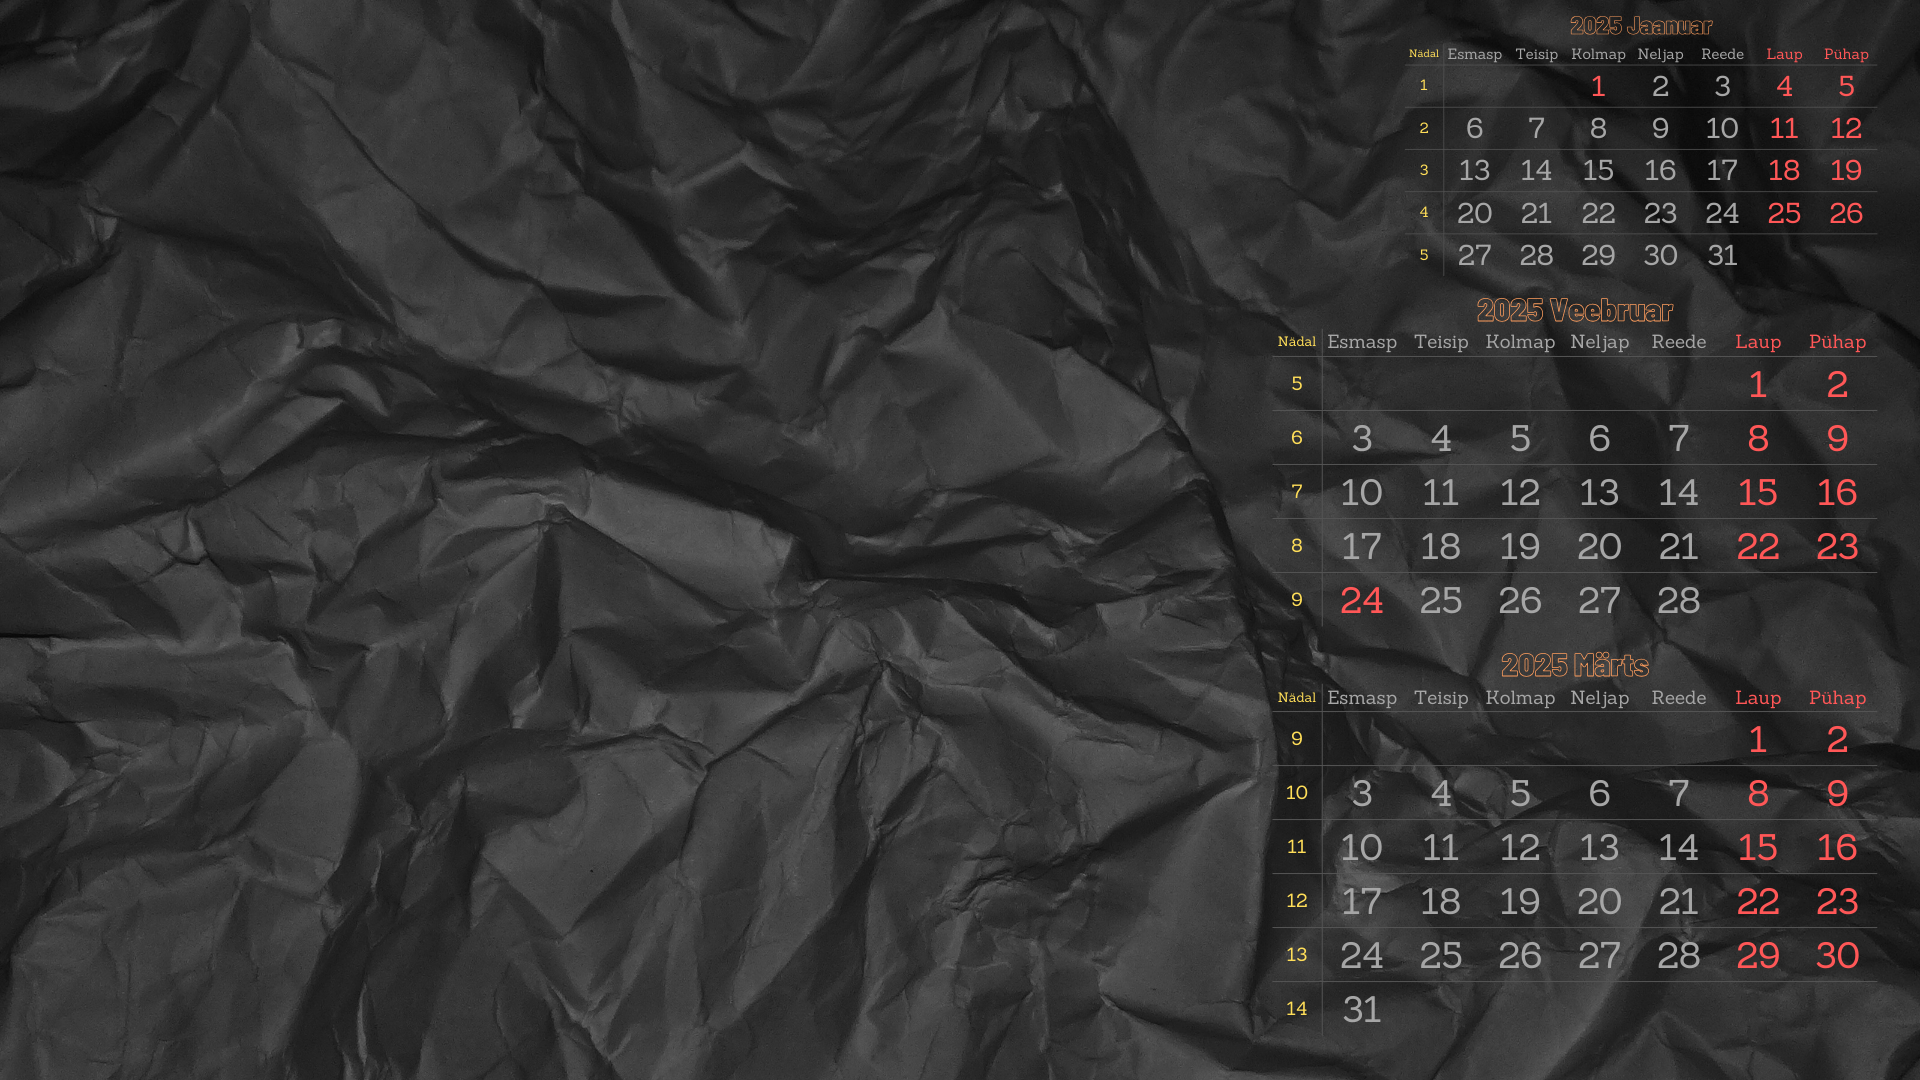 2025 Jaanuar
Nädal Esmasp Teisip Kolmap Neljap Reede Laup Pühap
1 1 2 3 4 5
2 6 7 8 9 10 11 12
3 13 14 15 16 17 18 19
4 20 21 22 23 24 25 26
5 27 28 29 30 31
2025 Veebruar
Nädal Esmasp Teisip Kolmap Neljap Reede Laup Pühap
5 1 2
6 3 4 5 6 7 8 9
7 10 11 12 13 14 15 16
8 17 18 19 20 21 22 23
9 24 25 26 27 28
2025 Märts
Nädal Esmasp Teisip Kolmap Neljap Reede Laup Pühap
9 1 2
10 3 4 5 6 7 8 9
11 10 11 12 13 14 15 16
12 17 18 19 20 21 22 23
13 24 25 26 27 28 29 30
14 31